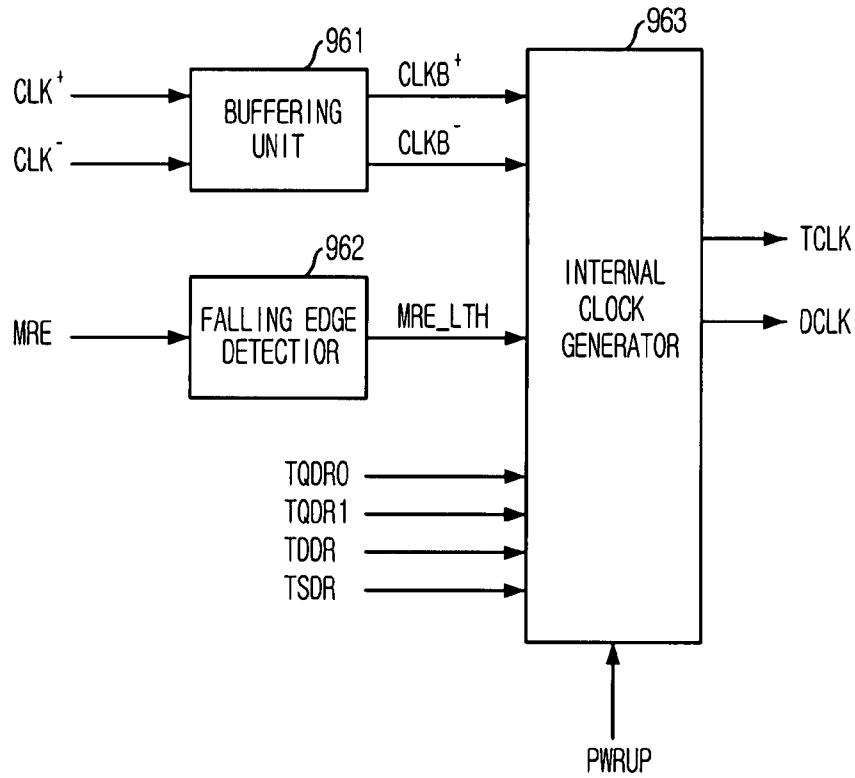 961
963
CLK+
CLKB+
BUFFERING
UNIT
CLK-
CLKB-
962
TCLK
INTERNAL
CLOCK
GENERATOR
MRE
FALLING EDGE
DETECTIOR
MRE_LTH
DCLK
TQDR0
TQDR1
TDDR
TSDR
PWRUP